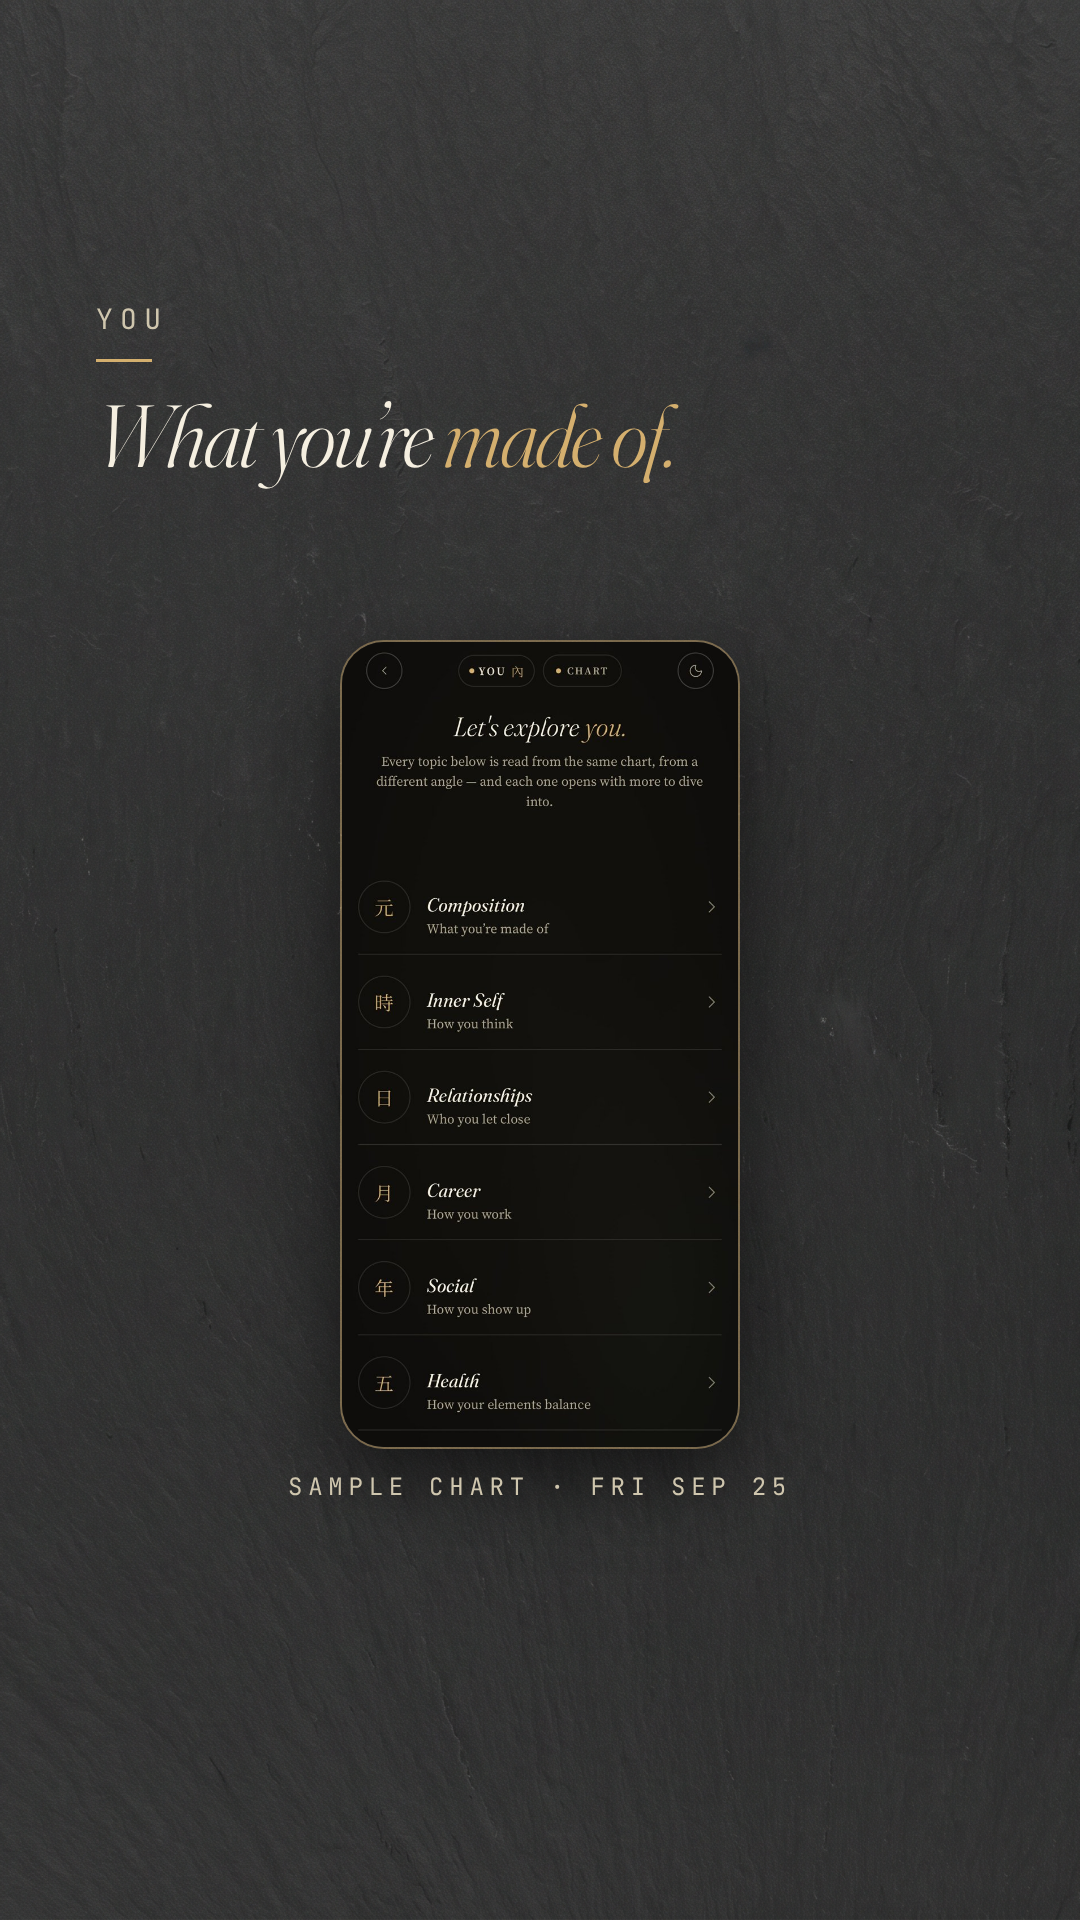 YOU
What you’re made of.
YOU 內
CHART
Let's explore you.
Every topic below is read from the same chart, from a
different angle — and each one opens with more to dive
into.
元
Composition
What you’re made of
時
Inner Self
How you think
日
Relationships
Who you let close
月
Career
How you work
年
Social
How you show up
五
Health
How your elements balance
SAMPLE CHART · FRI SEP 25